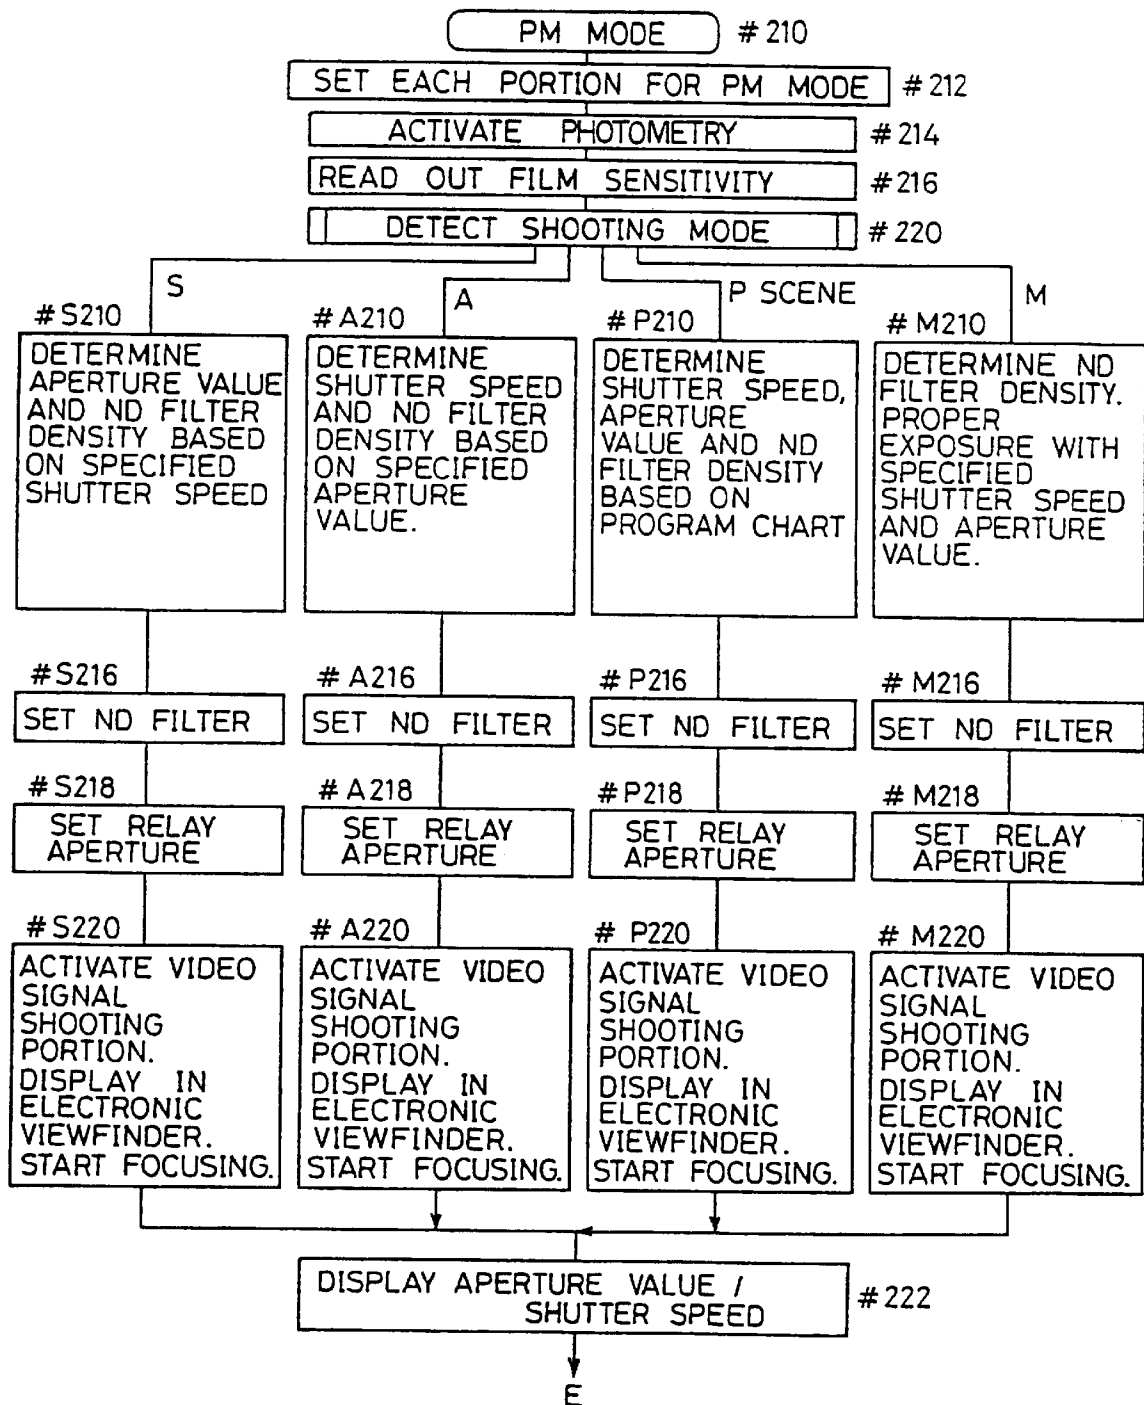 PM MODE #210
SET EACH PORTION FOR PM MODE #212
ACTIVATE PHOTOMETRY #214
READ OUT FILM SENSITIVITY #216
DETECT SHOOTING MODE #220
S
A
P SCENE
M
#S210
DETERMINE
APERTURE VALUE
AND ND FILTER
DENSITY BASED
ON SPECIFIED
SHUTTER SPEED
#A210
DETERMINE
SHUTTER SPEED
AND ND FILTER
DENSITY BASED
ON SPECIFIED
APERTURE
VALUE.
#P210
DETERMINE
SHUTTER SPEED,
APERTURE
VALUE AND ND
FILTER DENSITY
BASED ON
PROGRAM CHART
#M210
DETERMINE ND
FILTER DENSITY.
PROPER
EXPOSURE WITH
SPECIFIED
SHUTTER SPEED
AND APERTURE
VALUE.
#S216
SET ND FILTER
#A216
SET ND FILTER
#P216
SET ND FILTER
#M216
SET ND FILTER
#S218
SET RELAY
APERTURE
#A218
SET RELAY
APERTURE
#P218
SET RELAY
APERTURE
#M218
SET RELAY
APERTURE
#S220
ACTIVATE VIDEO
SIGNAL
SHOOTING
PORTION.
DISPLAY IN
ELECTRONIC
VIEWFINDER.
START FOCUSING.
#A220
ACTIVATE VIDEO
SIGNAL
SHOOTING
PORTION.
DISPLAY IN
ELECTRONIC
VIEWFINDER.
START FOCUSING.
#P220
ACTIVATE VIDEO
SIGNAL
SHOOTING
PORTION.
DISPLAY IN
ELECTRONIC
VIEWFINDER.
START FOCUSING.
#M220
ACTIVATE VIDEO
SIGNAL
SHOOTING
PORTION.
DISPLAY IN
ELECTRONIC
VIEWFINDER.
START FOCUSING.
DISPLAY APERTURE VALUE /
SHUTTER SPEED #222
E